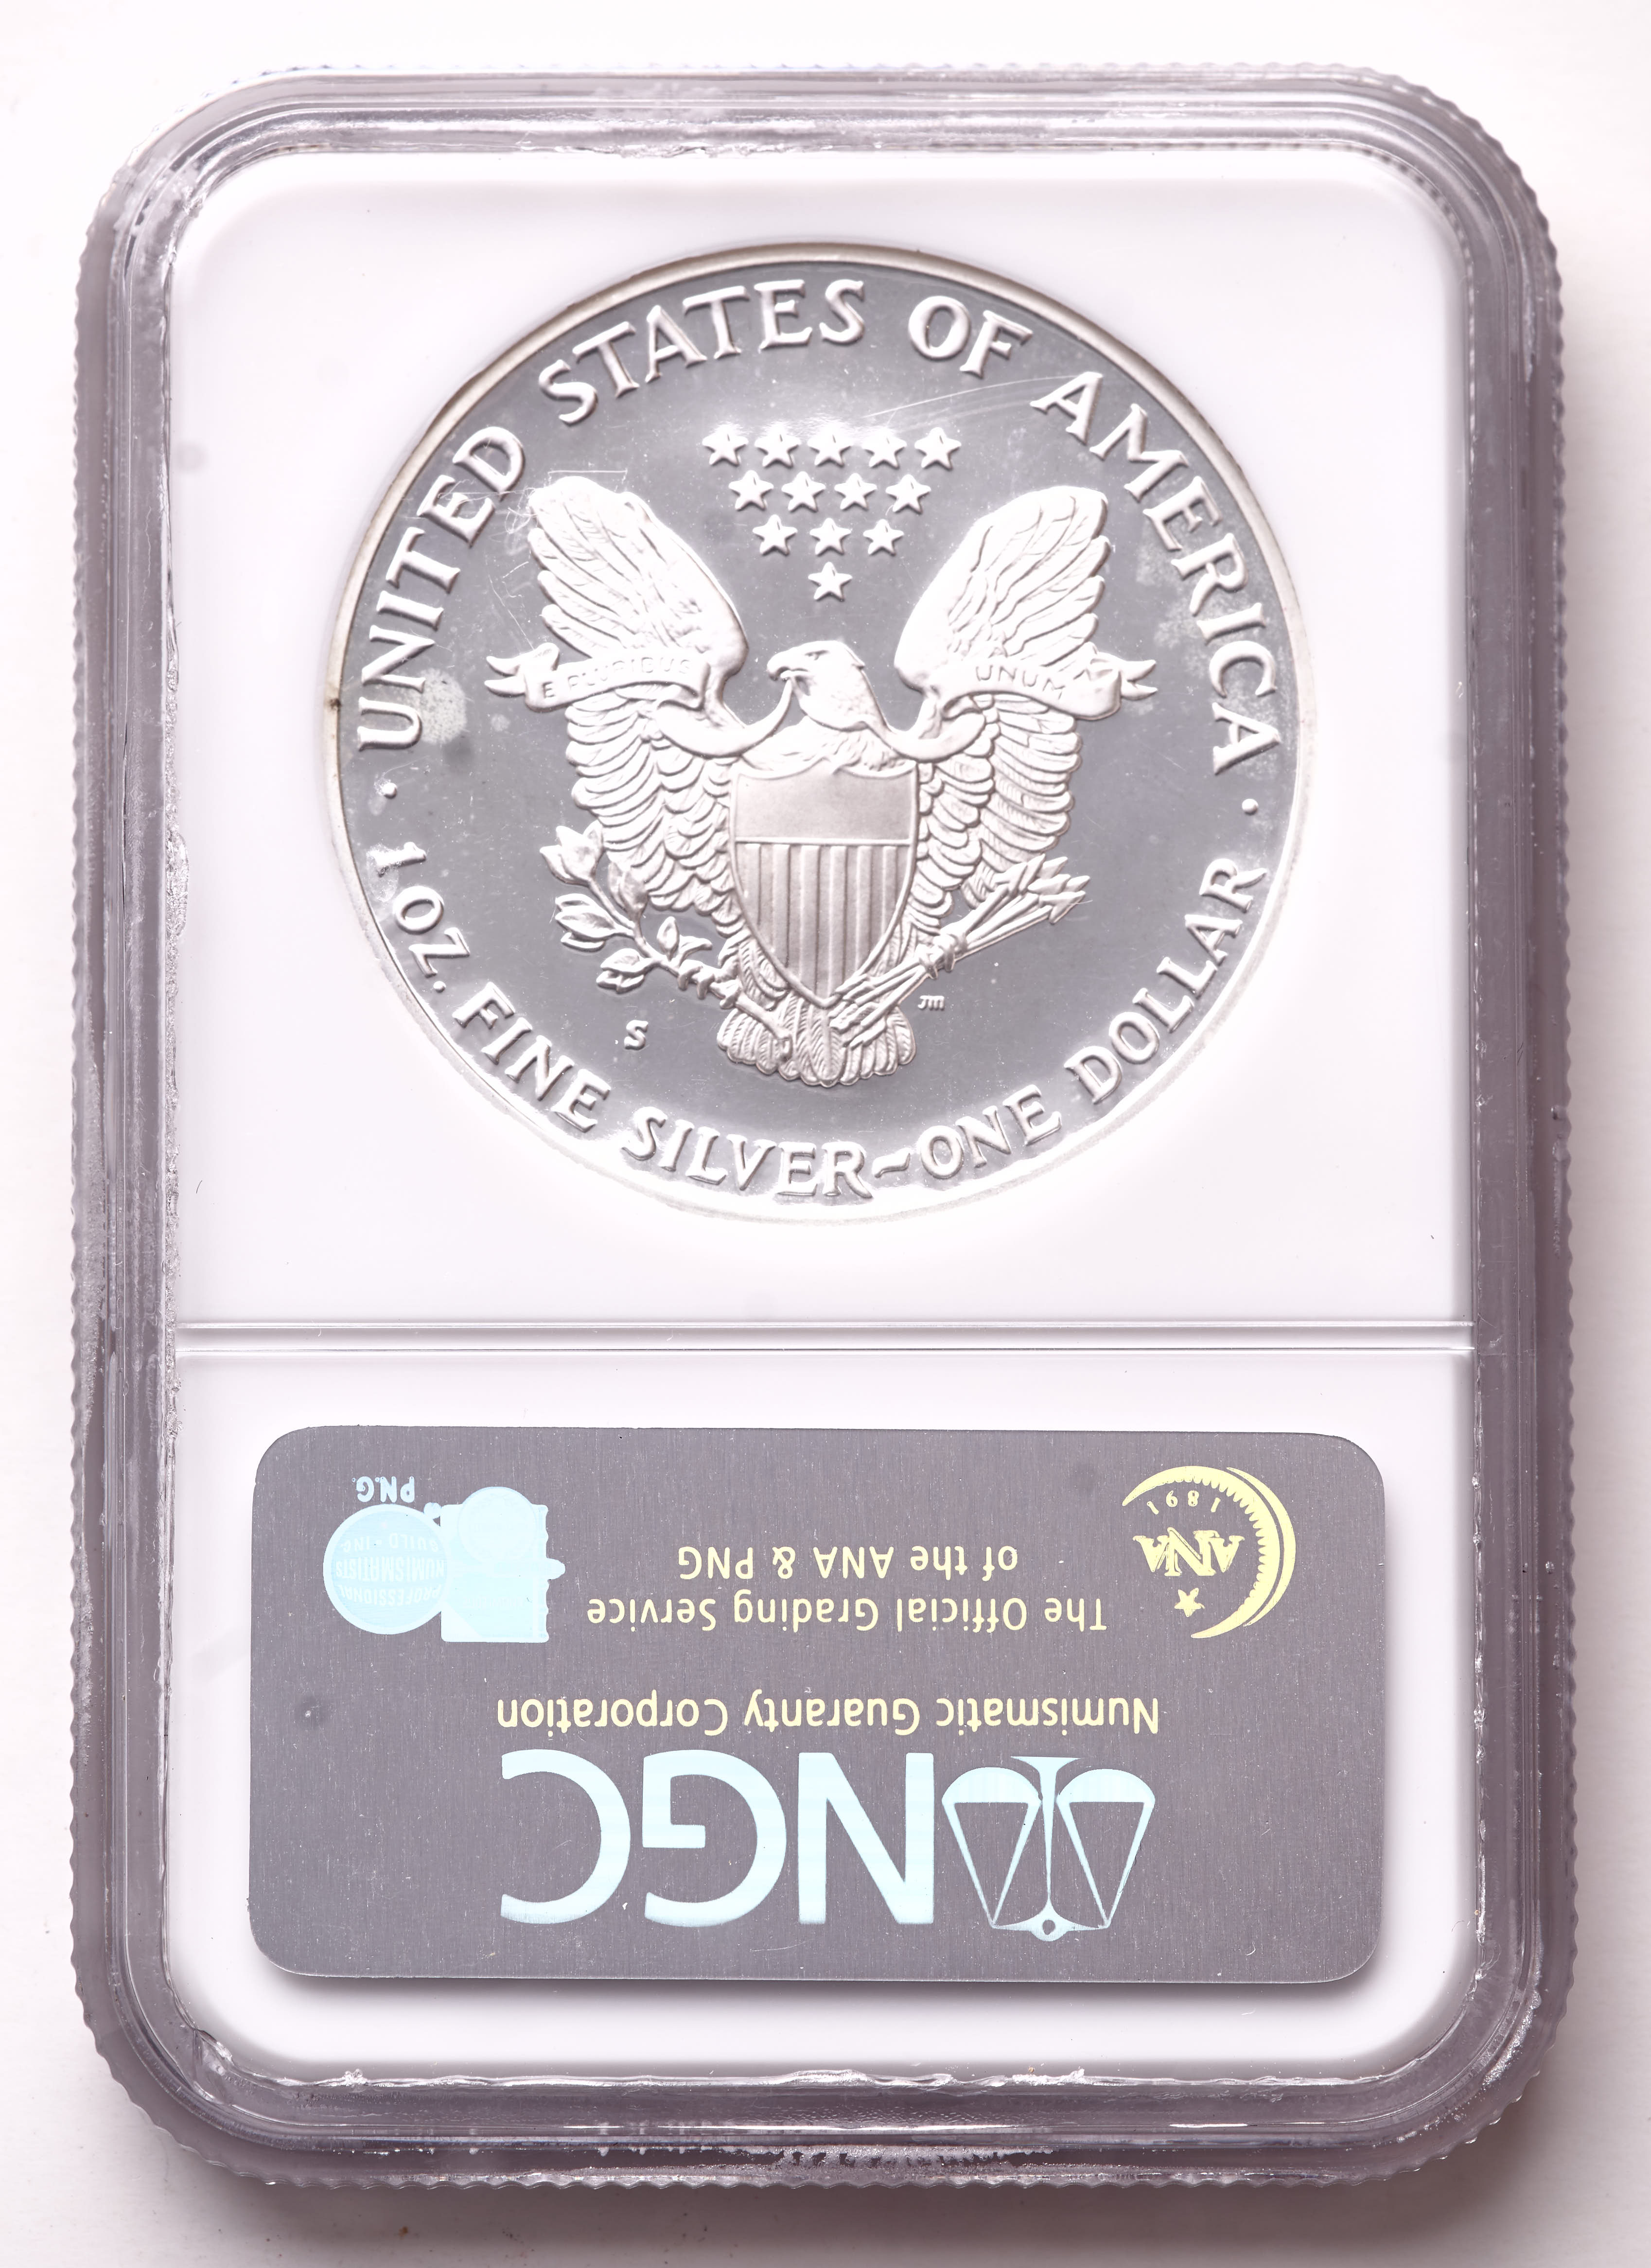 UNITED STATES OF AMERICA
E PLURIBUS UNUM
S
JM
· 1 OZ. FINE SILVER~ONE DOLLAR ·
NGC
Numismatic Guaranty Corporation
ANA
1891
The Official Grading Service
of the ANA & PNG
PROFESSIONAL
NUMISMATISTS
GUILD · INC
P.N.G.